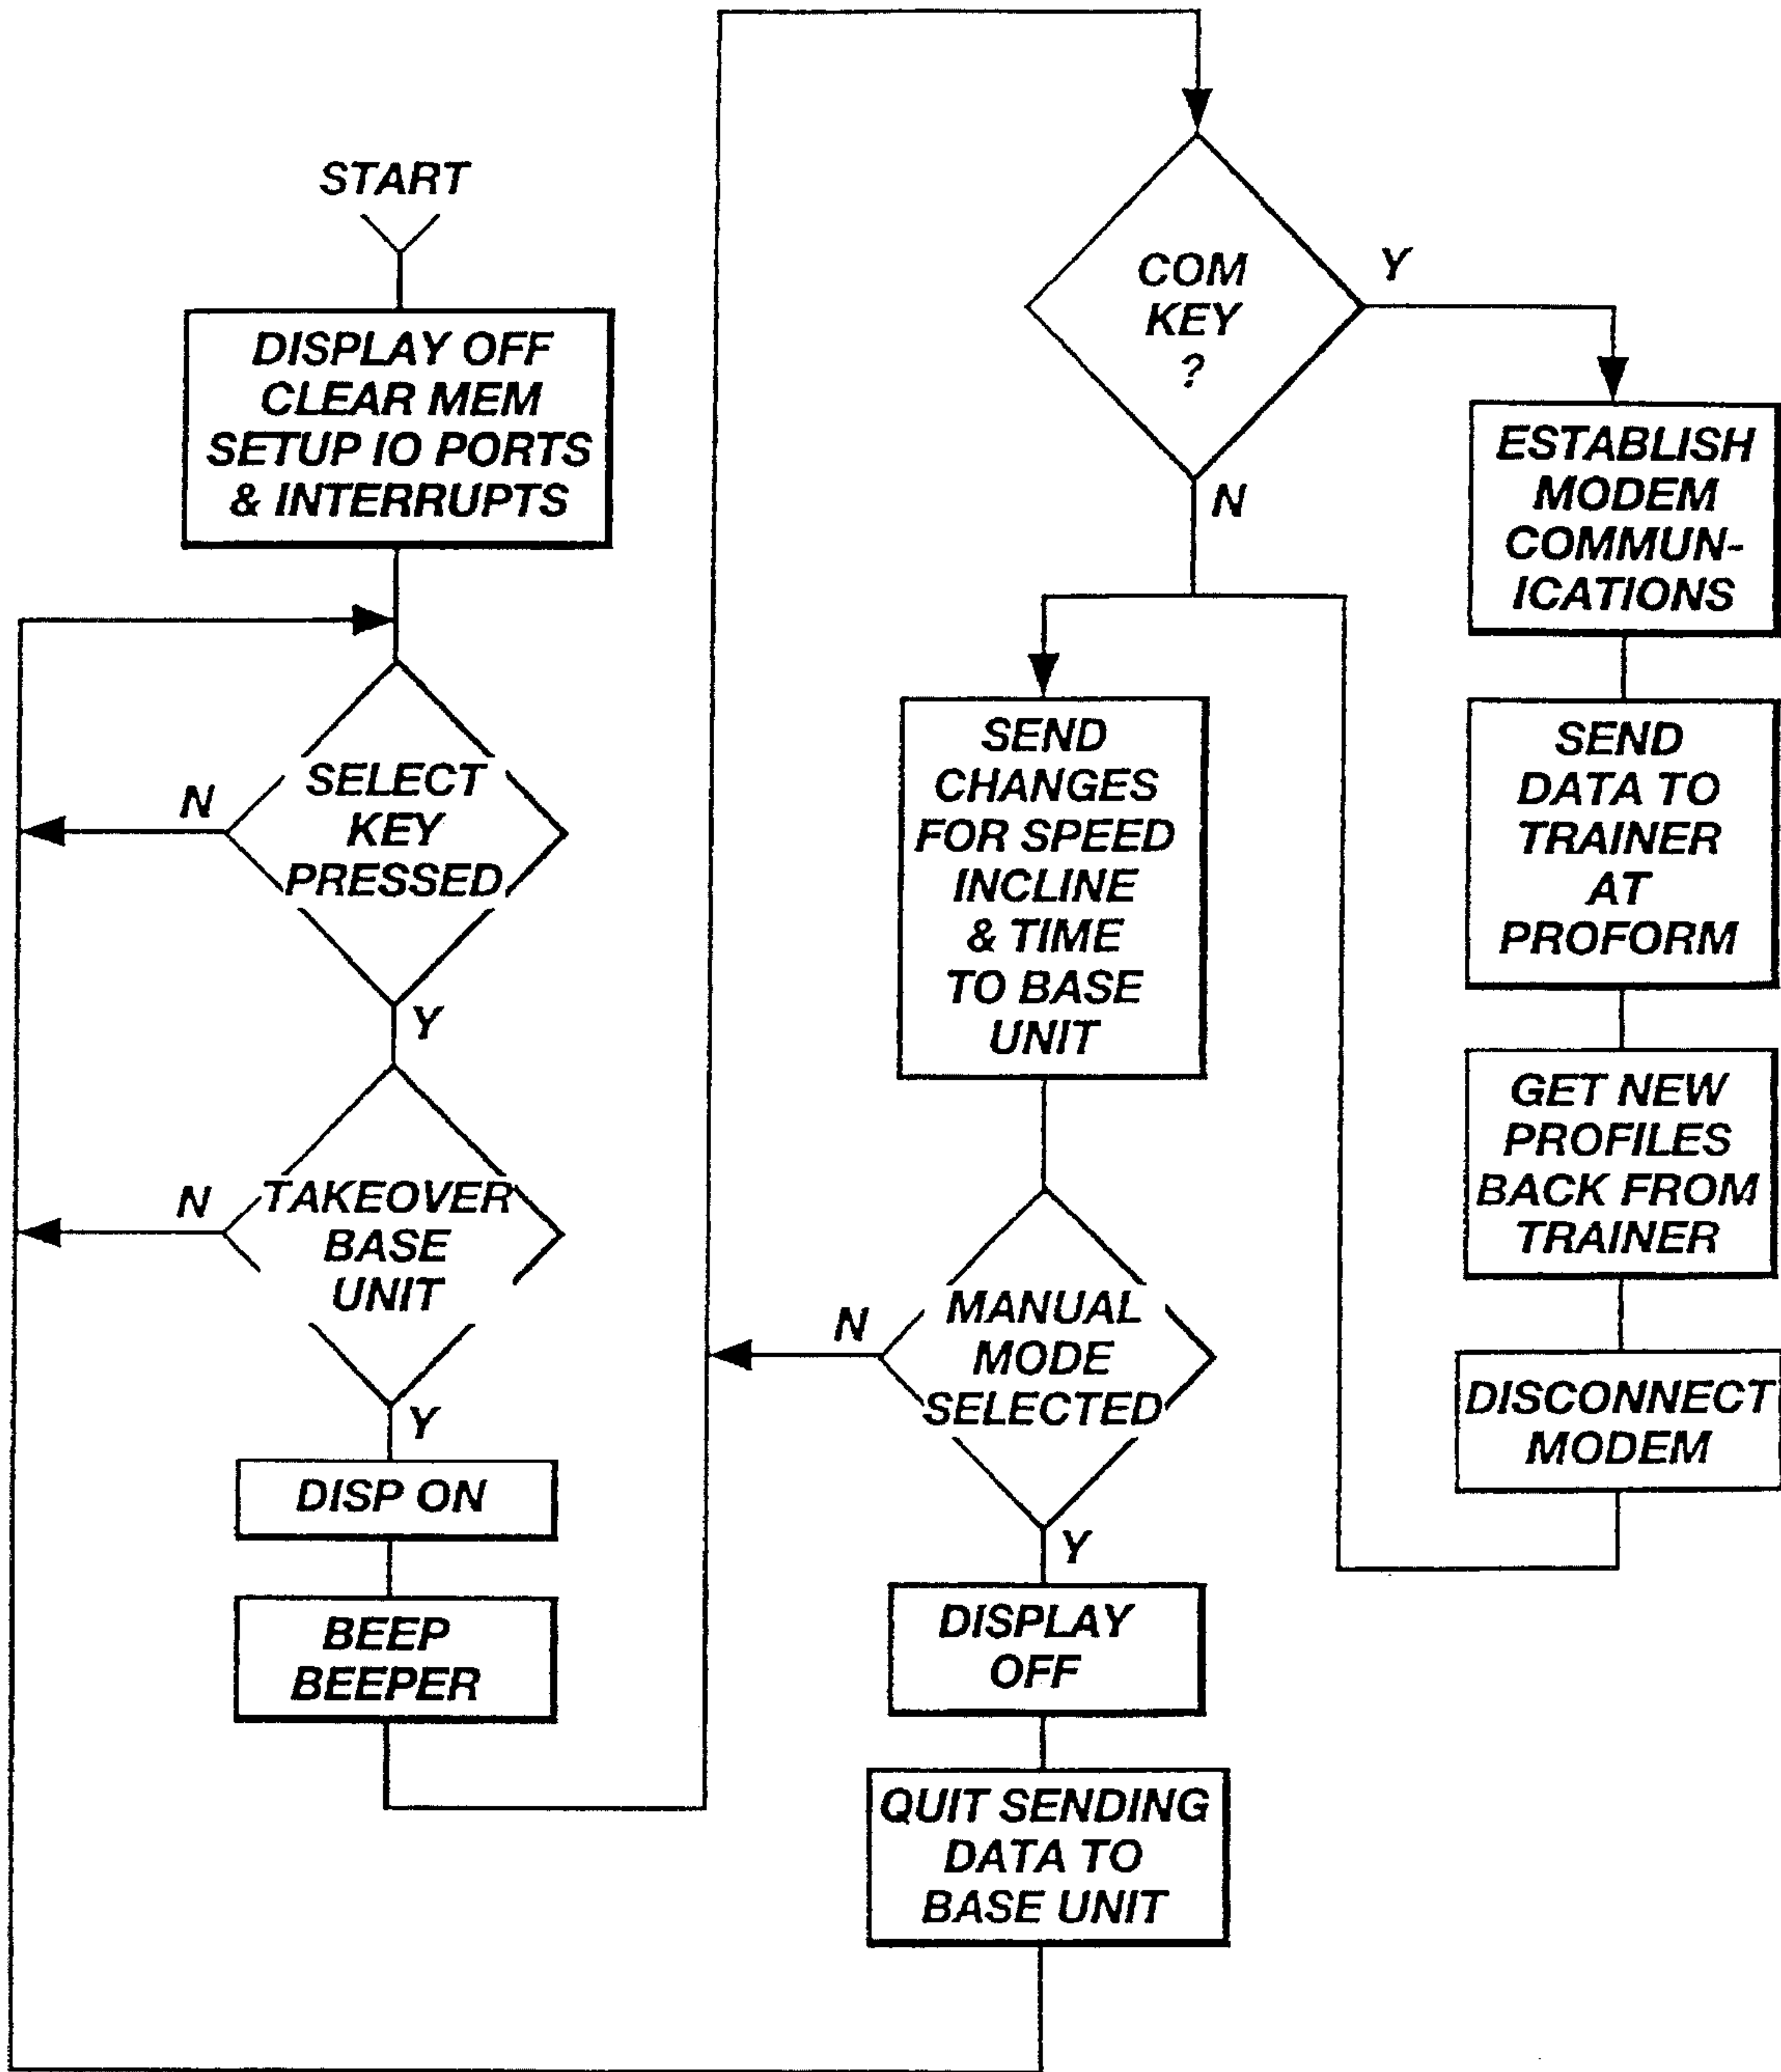 START
DISPLAY OFF
CLEAR MEM
SETUP IO PORTS
& INTERRUPTS
N
SELECT
KEY
PRESSED
Y
N
TAKEOVER
BASE
UNIT
Y
DISP ON
BEEP
BEEPER
COM
KEY
?
Y
N
SEND
CHANGES
FOR SPEED
INCLINE
& TIME
TO BASE
UNIT
N
MANUAL
MODE
SELECTED
Y
DISPLAY
OFF
QUIT SENDING
DATA TO
BASE UNIT
ESTABLISH
MODEM
COMMUN-
ICATIONS
SEND
DATA TO
TRAINER
AT
PROFORM
GET NEW
PROFILES
BACK FROM
TRAINER
DISCONNECT
MODEM